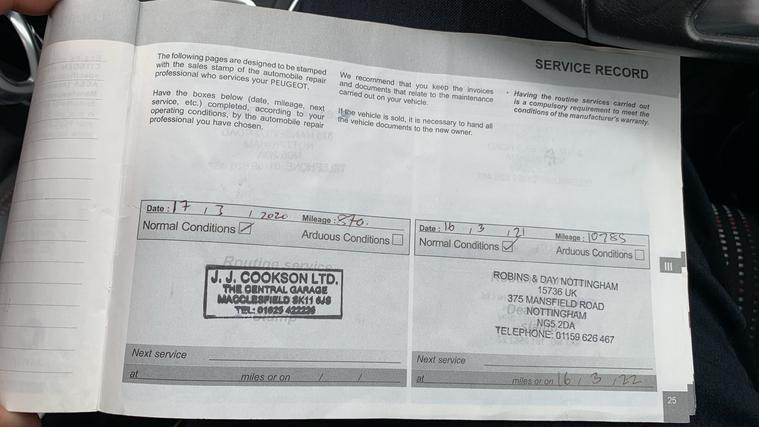 SERVICE RECORD
The following pages are designed to be stamped
with the sales stamp of the automobile repair
professional who services your PEUGEOT.
Have the boxes below (date, mileage, next
service, etc.) completed, according to your
operating conditions, by the automobile repair
professional you have chosen.
We recommend that you keep the invoices
and documents that relate to the maintenance
carried out on your vehicle.
If the vehicle is sold, it is necessary to hand all
the vehicle documents to the new owner.
• Having the routine services carried out
is a compulsory requirement to meet the
conditions of the manufacturer's warranty.
Date : 17 / 3 / 2020 Mileage : 870.
Normal Conditions ☑ Arduous Conditions ☐
Routine service
J. J. COOKSON LTD.
THE CENTRAL GARAGE
MACCLESFIELD SK11 6JS
TEL: 01625 422226
Next service
at miles or on / /
Date : 16 / 3 / 21 Mileage : 10785
Normal Conditions ☑ Arduous Conditions ☐
ROBINS & DAY NOTTINGHAM
15736 UK
375 MANSFIELD ROAD
NOTTINGHAM
NG5 2DA
TELEPHONE: 01159 626 467
Next service
at miles or on 16 / 3 / 22
III
25